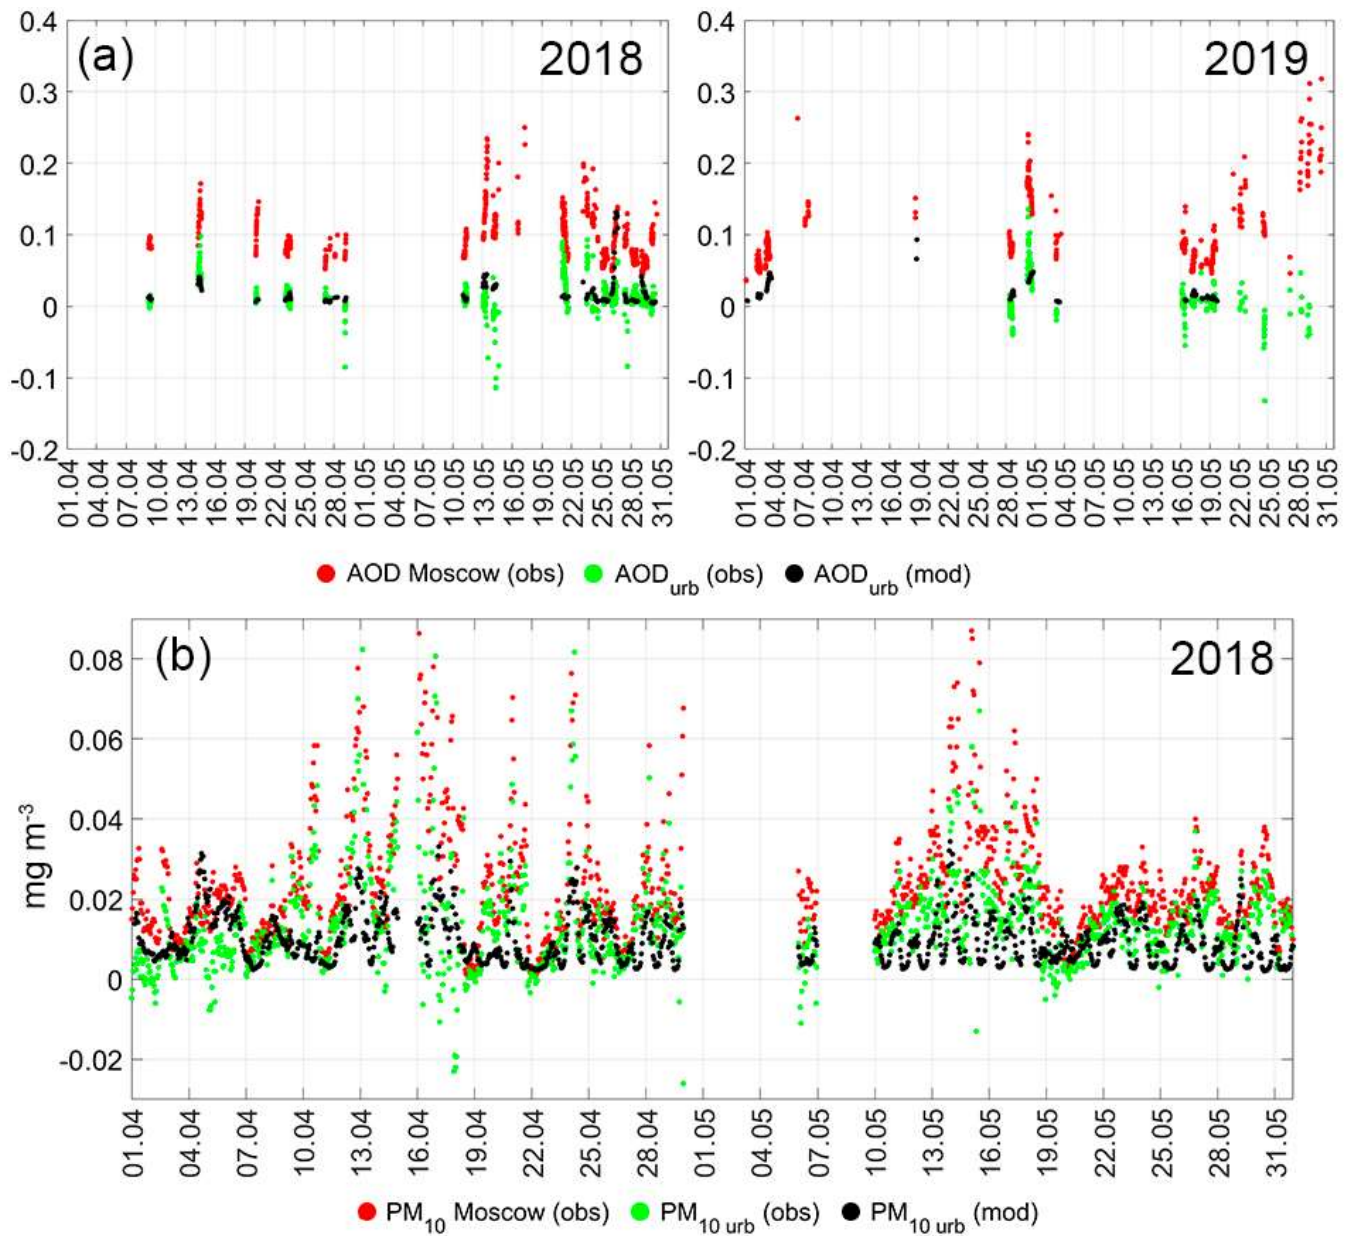 (a) 2018 2019
0.4 0.4
0.3 0.3
0.2 0.2
0.1 0.1
0 0
-0.1 -0.1
-0.2 -0.2
01.04 04.04 07.04 10.04 13.04 16.04 19.04 22.04 25.04 28.04 01.05 04.05 07.05 10.05 13.05 16.05 19.05 22.05 25.05 28.05 31.05 01.04 04.04 07.04 10.04 13.04 16.04 19.04 22.04 25.04 28.04 01.05 04.05 07.05 10.05 13.05 16.05 19.05 22.05 25.05 28.05 31.05
AOD Moscow (obs) AOD_urb (obs) AOD_urb (mod)
(b) 2018
0.08
0.06
0.04
0.02
0
-0.02
mg m⁻³
01.04 04.04 07.04 10.04 13.04 16.04 19.04 22.04 25.04 28.04 01.05 04.05 07.05 10.05 13.05 16.05 19.05 22.05 25.05 28.05 31.05
PM₁₀ Moscow (obs) PM₁₀ urb (obs) PM₁₀ urb (mod)